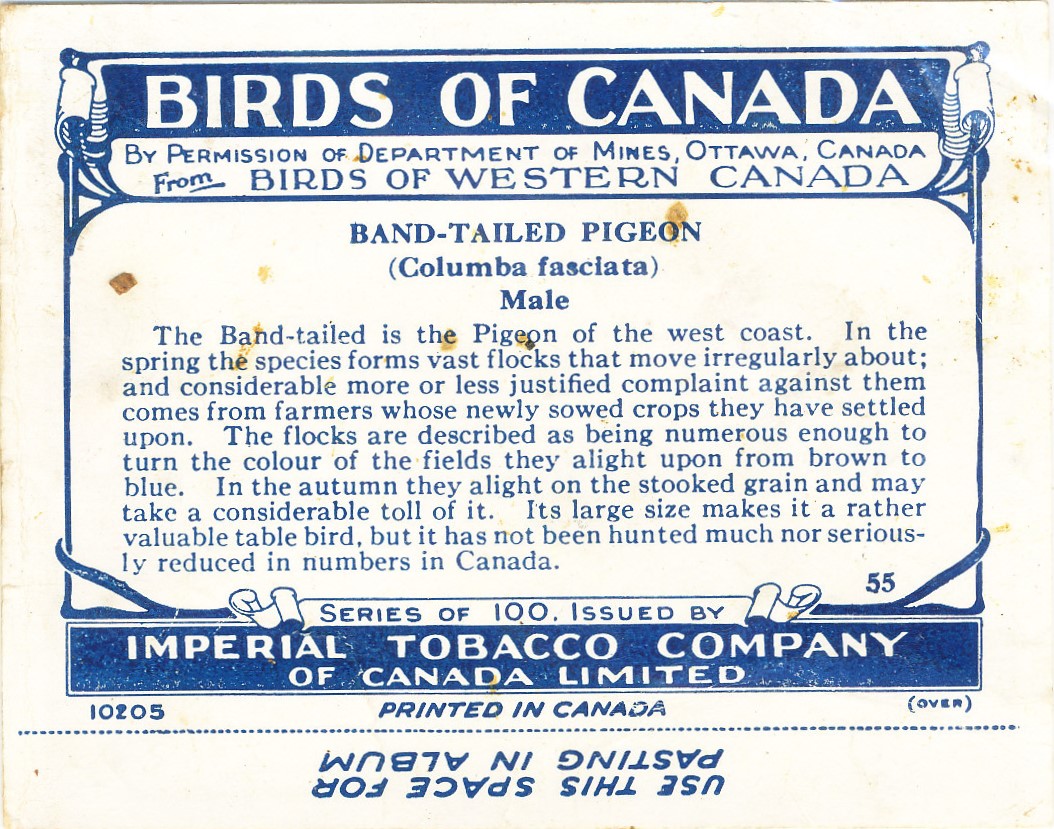 BIRDS OF CANADA
BY PERMISSION OF DEPARTMENT OF MINES, OTTAWA, CANADA
From BIRDS OF WESTERN CANADA
BAND-TAILED PIGEON
(Columba fasciata)
Male
The Band-tailed is the Pigeon of the west coast. In the
spring the species forms vast flocks that move irregularly about;
and considerable more or less justified complaint against them
comes from farmers whose newly sowed crops they have settled
upon. The flocks are described as being numerous enough to
turn the colour of the fields they alight upon from brown to
blue. In the autumn they alight on the stooked grain and may
take a considerable toll of it. Its large size makes it a rather
valuable table bird, but it has not been hunted much nor serious-
ly reduced in numbers in Canada.
55
SERIES OF 100. ISSUED BY
IMPERIAL TOBACCO COMPANY
OF CANADA LIMITED
10205 PRINTED IN CANADA (OVER)
USE THIS SPACE FOR
PASTING IN ALBUM